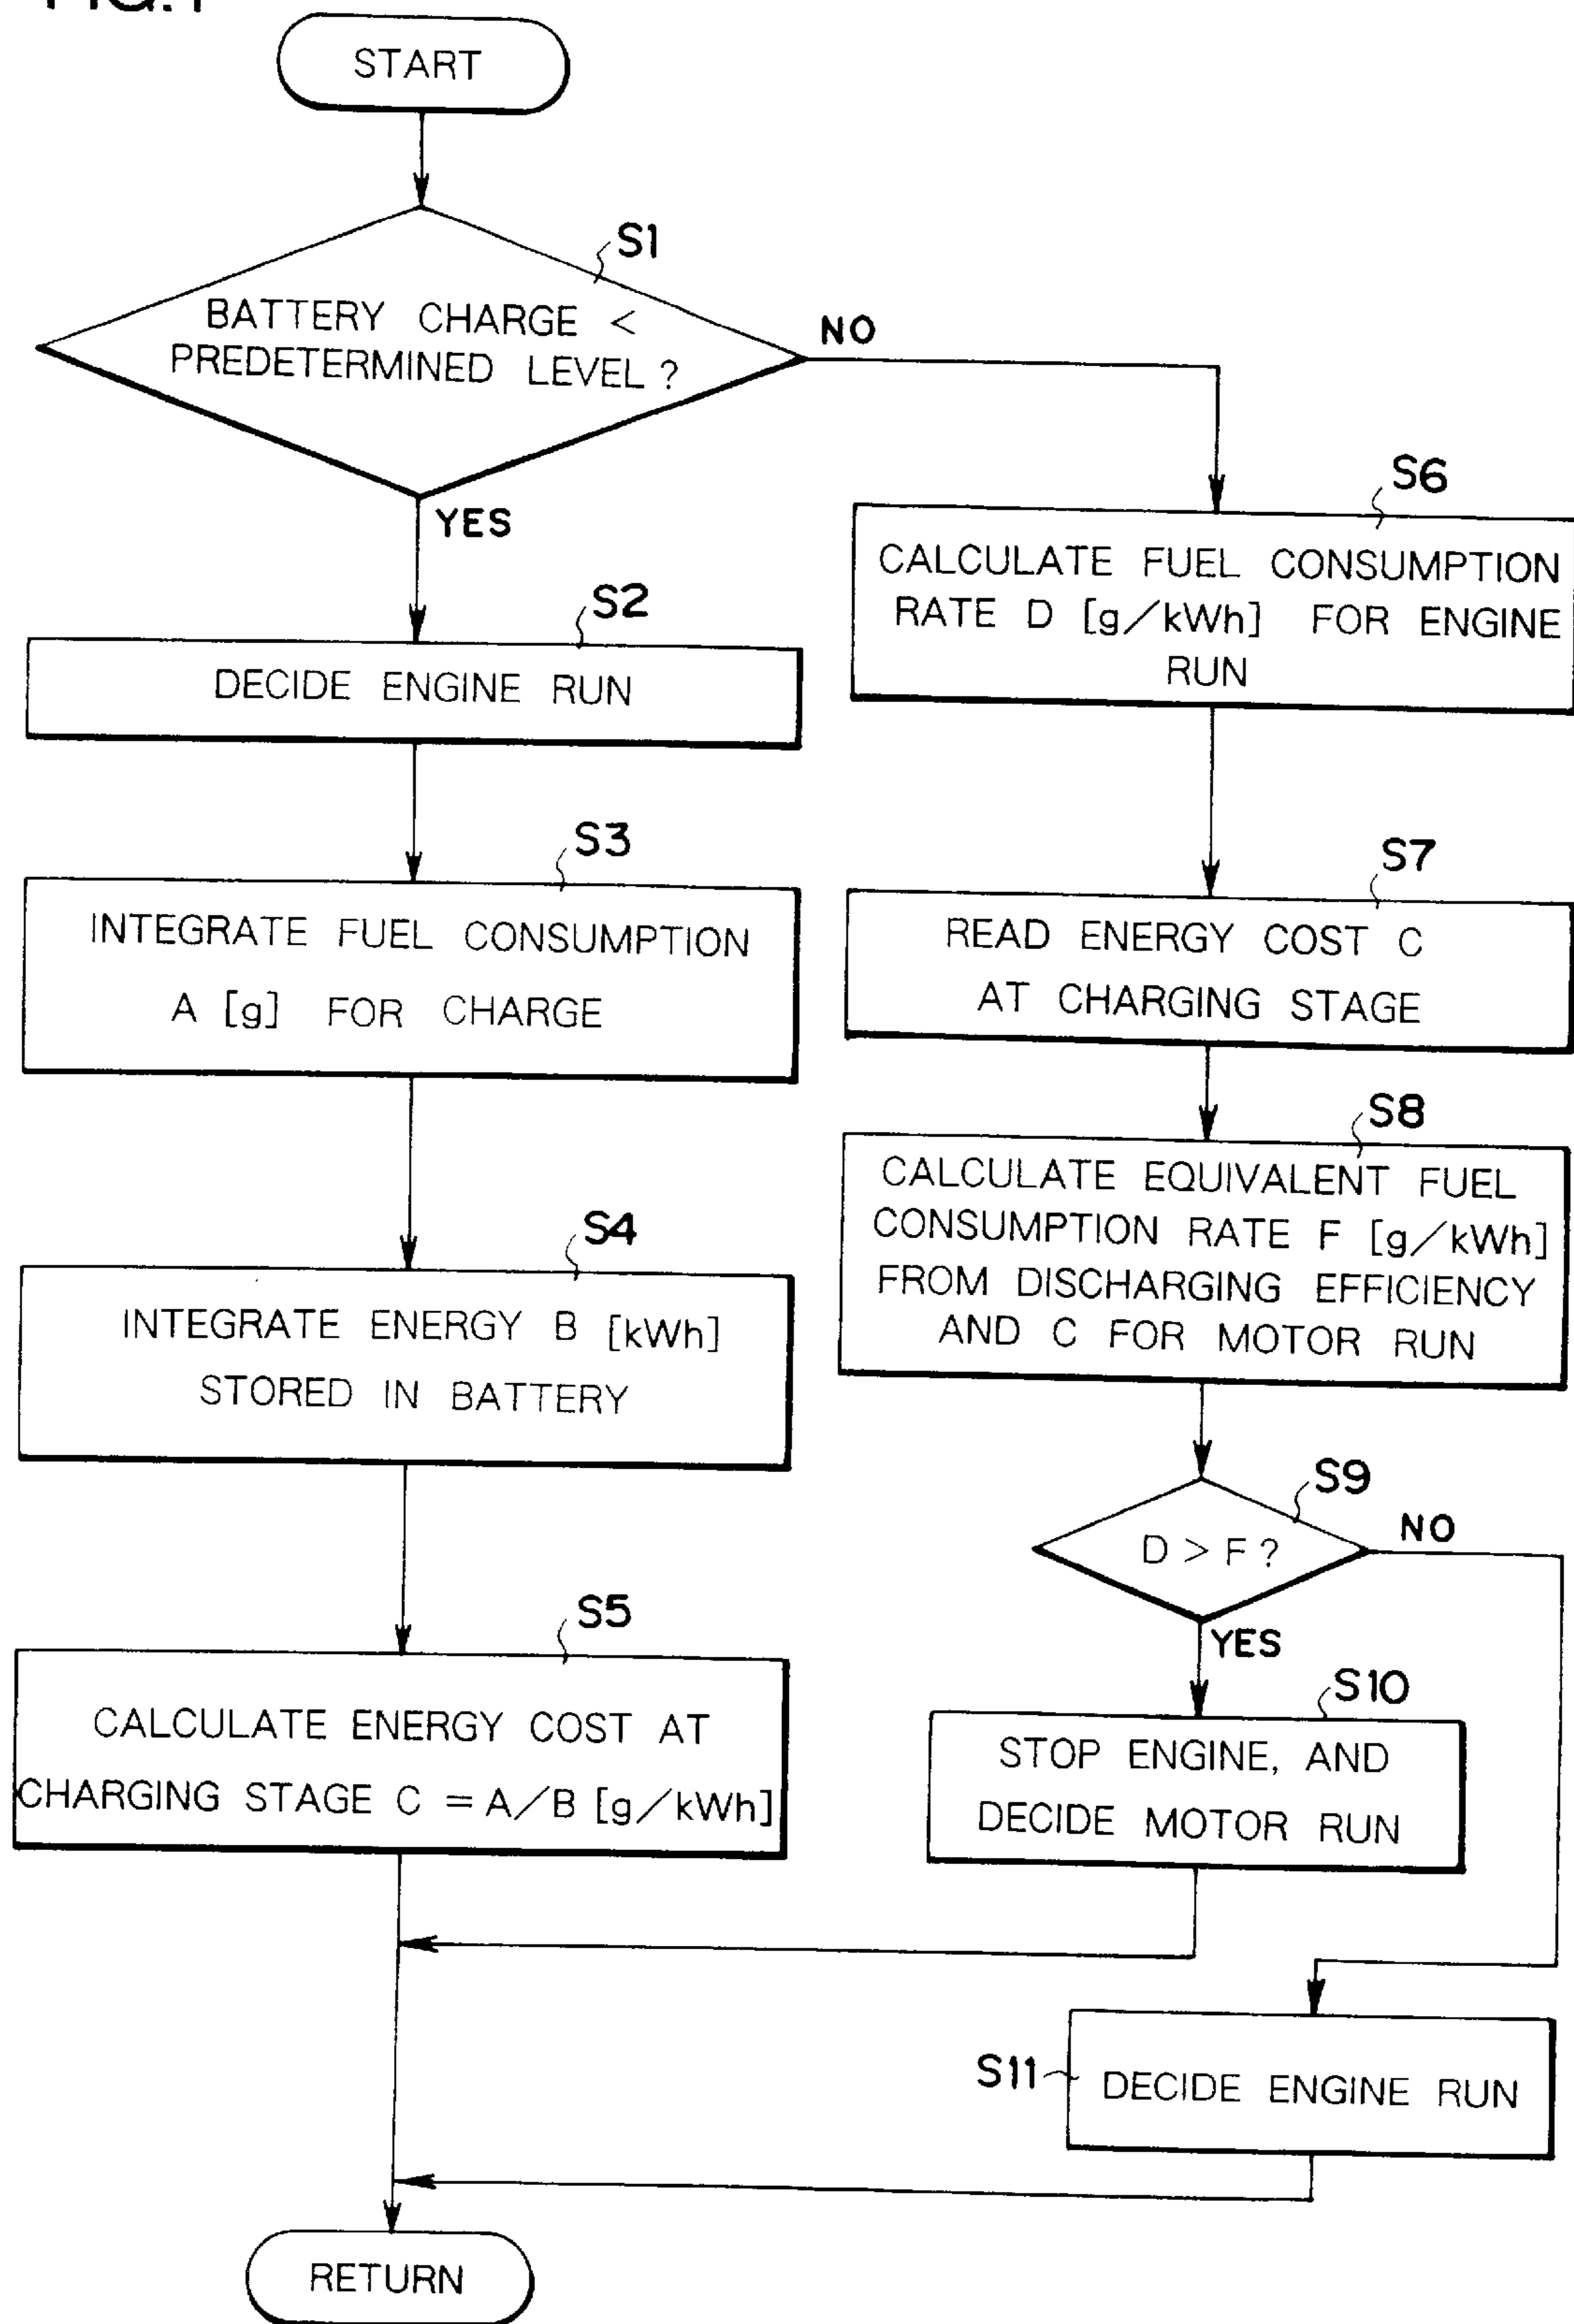 FIG.1
START
S1
BATTERY CHARGE <
PREDETERMINED LEVEL ?
NO
YES
S2
DECIDE ENGINE RUN
S3
INTEGRATE FUEL CONSUMPTION
A [g] FOR CHARGE
S4
INTEGRATE ENERGY B [kWh]
STORED IN BATTERY
S5
CALCULATE ENERGY COST AT
CHARGING STAGE C = A/B [g/kWh]
S6
CALCULATE FUEL CONSUMPTION
RATE D [g/kWh] FOR ENGINE
RUN
S7
READ ENERGY COST C
AT CHARGING STAGE
S8
CALCULATE EQUIVALENT FUEL
CONSUMPTION RATE F [g/kWh]
FROM DISCHARGING EFFICIENCY
AND C FOR MOTOR RUN
S9
D > F ?
NO
YES
S10
STOP ENGINE, AND
DECIDE MOTOR RUN
S11
DECIDE ENGINE RUN
RETURN